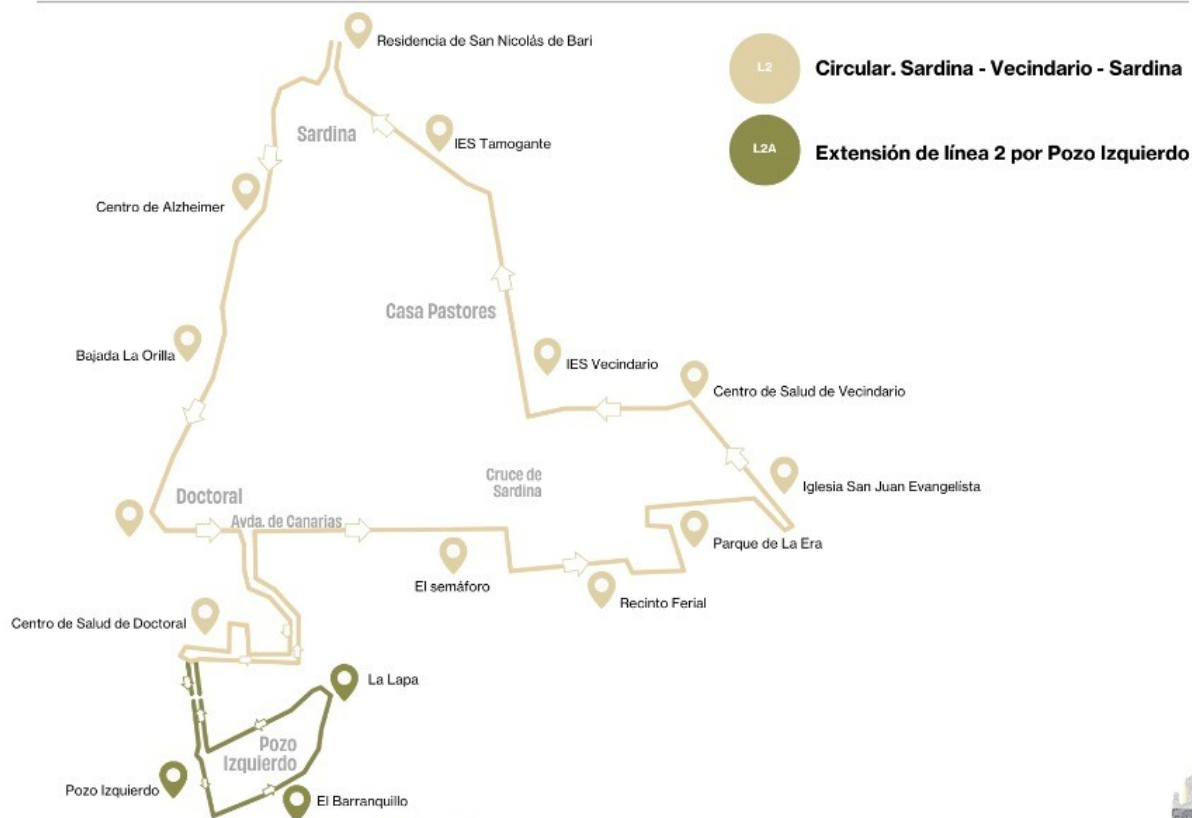 Residencia de San Nicolás de Bari
L2
Circular. Sardina - Vecindario - Sardina
Sardina
IES Tamogante
L2A
Extensión de línea 2 por Pozo Izquierdo
Centro de Alzheimer
Casa Pastores
Bajada La Orilla
IES Vecindario
Centro de Salud de Vecindario
Cruce de
Sardina
Iglesia San Juan Evangelísta
Doctoral
Avda. de Canarias
Parque de La Era
El semáforo
Recinto Ferial
Centro de Salud de Doctoral
La Lapa
Pozo
Izquierdo
Pozo Izquierdo
El Barranquillo